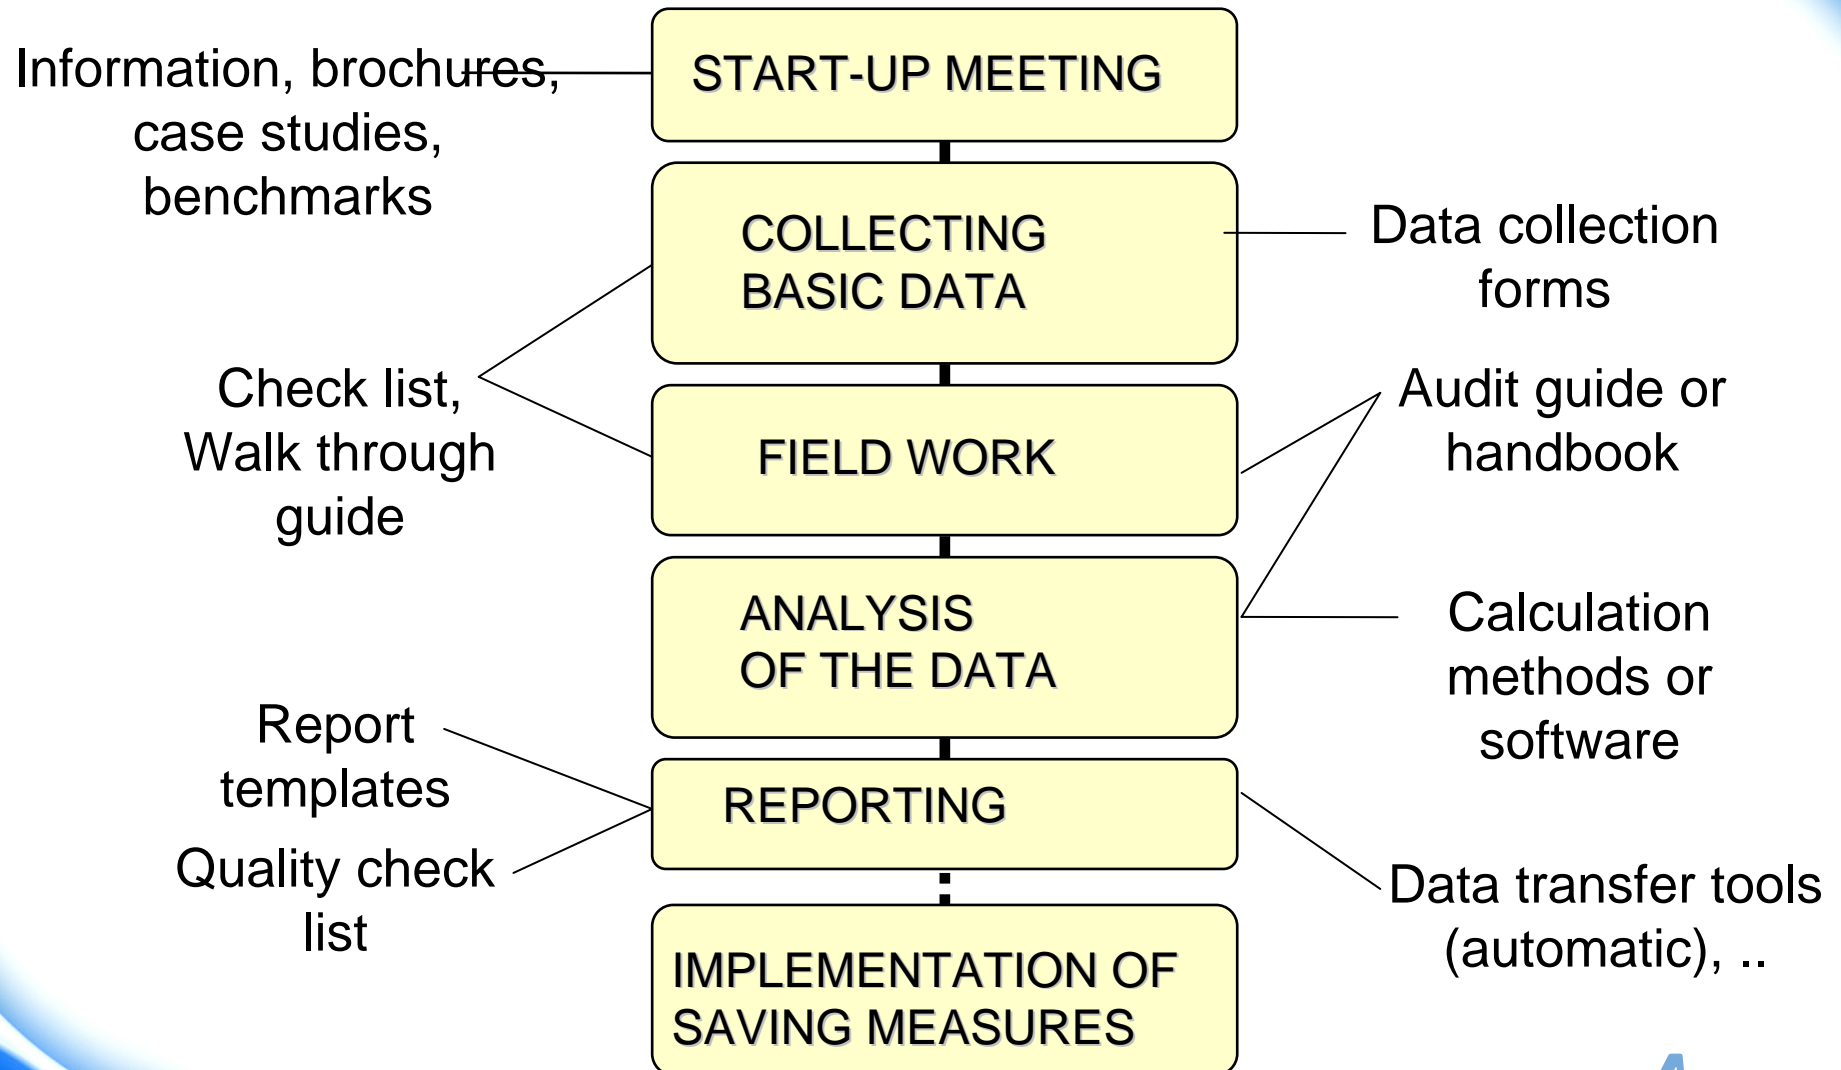 START-UP MEETING
Information, brochures,
case studies,
benchmarks
COLLECTING
BASIC DATA
Data collection
forms
Check list,
Walk through
guide
FIELD WORK
Audit guide or
handbook
ANALYSIS
OF THE DATA
Calculation
methods or
software
Report
templates
REPORTING
Quality check
list
Data transfer tools
(automatic), ..
IMPLEMENTATION OF
SAVING MEASURES